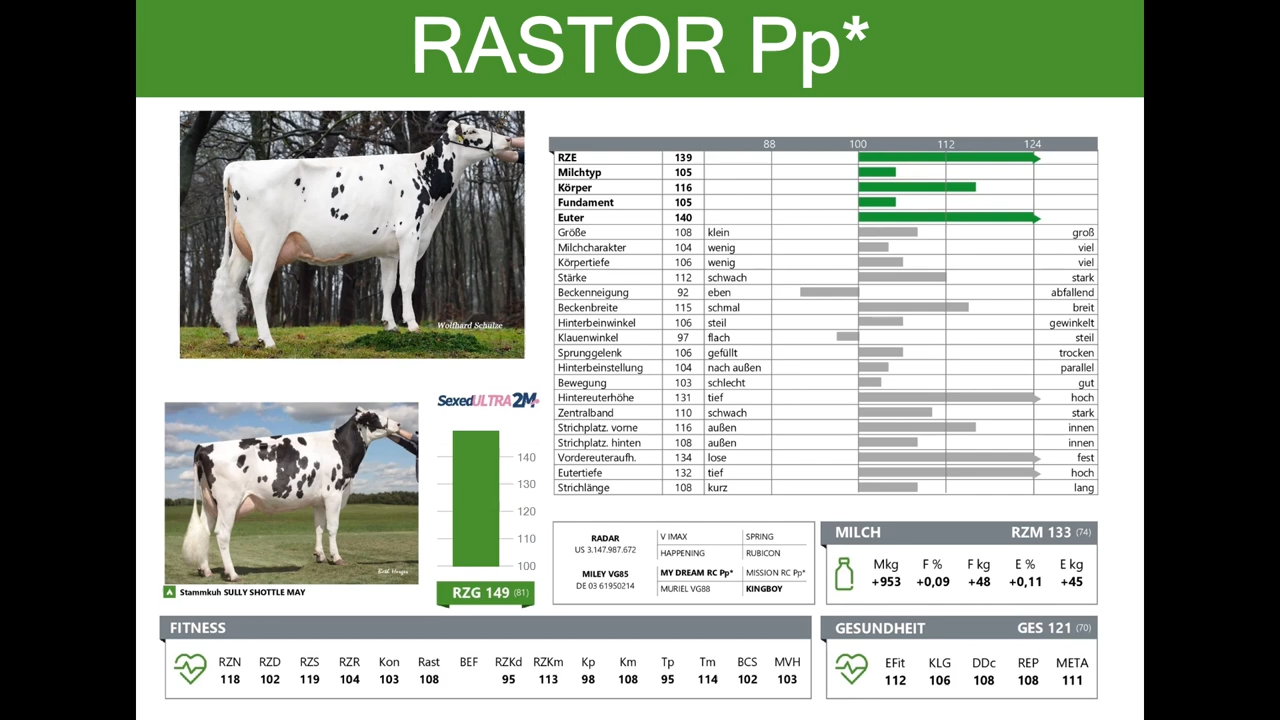 RASTOR Pp*
Wolfhard Schulze
88 100 112 124
RZE 139
Milchtyp 105
Körper 116
Fundament 105
Euter 140
Größe 108 klein groß
Milchcharakter 104 wenig viel
Körpertiefe 106 wenig viel
Stärke 112 schwach stark
Beckenneigung 92 eben abfallend
Beckenbreite 115 schmal breit
Hinterbeinwinkel 106 steil gewinkelt
Klauenwinkel 97 flach steil
Sprunggelenk 106 gefüllt trocken
Hinterbeinstellung 104 nach außen parallel
Bewegung 103 schlecht gut
Hintereuterhöhe 131 tief hoch
Zentralband 110 schwach stark
Strichplatz. vorne 116 außen innen
Strichplatz. hinten 108 außen innen
Vordereuteraufh. 134 lose fest
Eutertiefe 132 tief hoch
Strichlänge 108 kurz lang
SexedULTRA2M
140
130
120
110
100
RZG 149 (81)
Stammkuh SULLY SHOTTLE MAY
RADAR
US 3.147.987.672
MILEY VG85
DE 03 61950214
V IMAX SPRING
HAPPENING RUBICON
MY DREAM RC Pp* MISSION RC Pp*
MURIEL VG88 KINGBOY
MILCH RZM 133 (74)
Mkg F % F kg E % E kg
+953 +0,09 +48 +0,11 +45
FITNESS
RZN RZD RZS RZR Kon Rast BEF RZKd RZKm Kp Km Tp Tm BCS MVH
118 102 119 104 103 108 95 113 98 108 95 114 102 103
GESUNDHEIT GES 121 (70)
EFit KLG DDc REP META
112 106 108 108 111